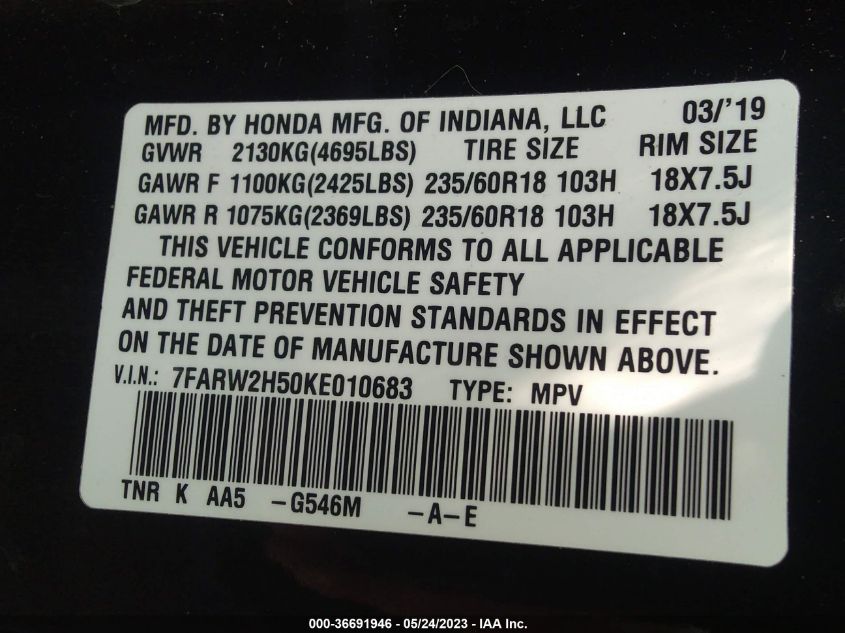 MFD. BY HONDA MFG. OF INDIANA, LLC 03/'19
GVWR 2130KG(4695LBS) TIRE SIZE RIM SIZE
GAWR F 1100KG(2425LBS) 235/60R18 103H 18X7.5J
GAWR R 1075KG(2369LBS) 235/60R18 103H 18X7.5J
THIS VEHICLE CONFORMS TO ALL APPLICABLE
FEDERAL MOTOR VEHICLE SAFETY
AND THEFT PREVENTION STANDARDS IN EFFECT
ON THE DATE OF MANUFACTURE SHOWN ABOVE.
V.I.N.: 7FARW2H50KE010683 TYPE: MPV
TNR K AA5 -G546M -A-E
000-36691946 - 05/24/2023 - IAA Inc.